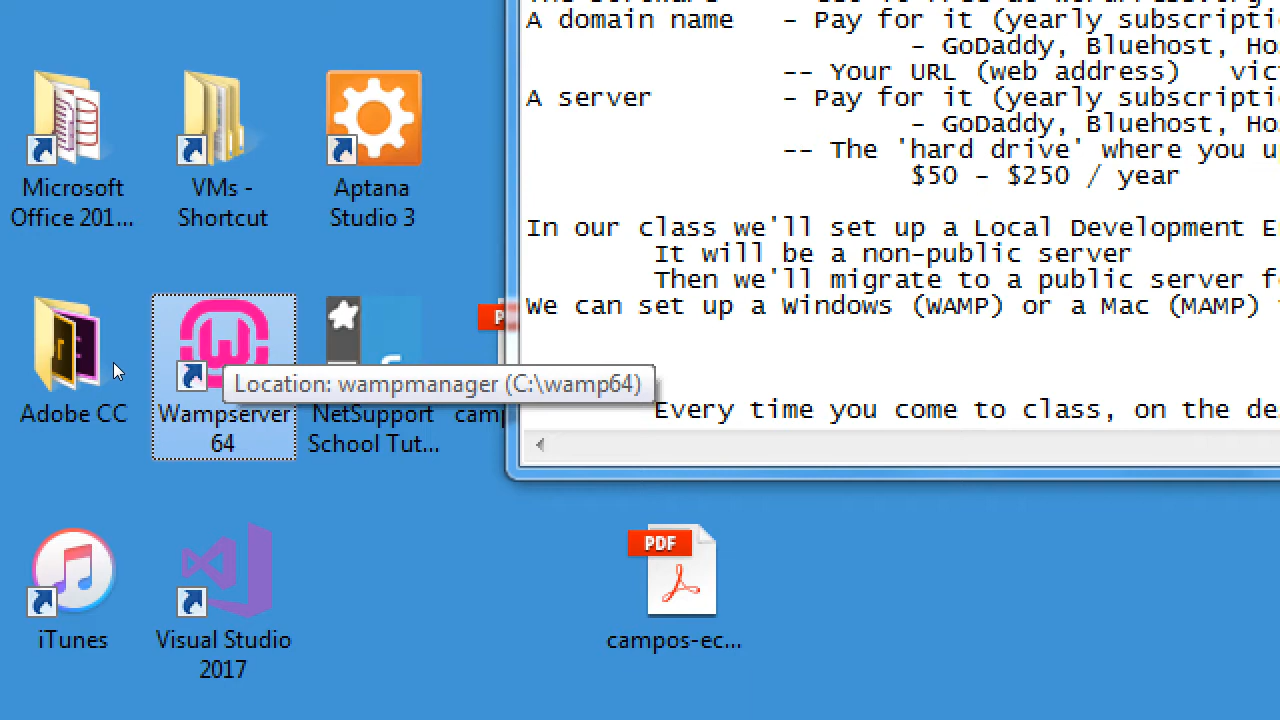 A domain name - Pay for it (yearly subscripti
- GoDaddy, Bluehost, Ho
-- Your URL (web address) vic
A server - Pay for it (yearly subscripti
- GoDaddy, Bluehost, Ho
-- The 'hard drive' where you u
$50 - $250 / year
In our class we'll set up a Local Development E
It will be a non-public server
Then we'll migrate to a public server f
We can set up a Windows (WAMP) or a Mac (MAMP)
Every time you come to class, on the de
Microsoft
Office 201...
VMs -
Shortcut
Aptana
Studio 3
Adobe CC
Wampserver
64
Location: wampmanager (C:\wamp64)
NetSupport
School Tut...
camp
iTunes
Visual Studio
2017
PDF
campos-ec...